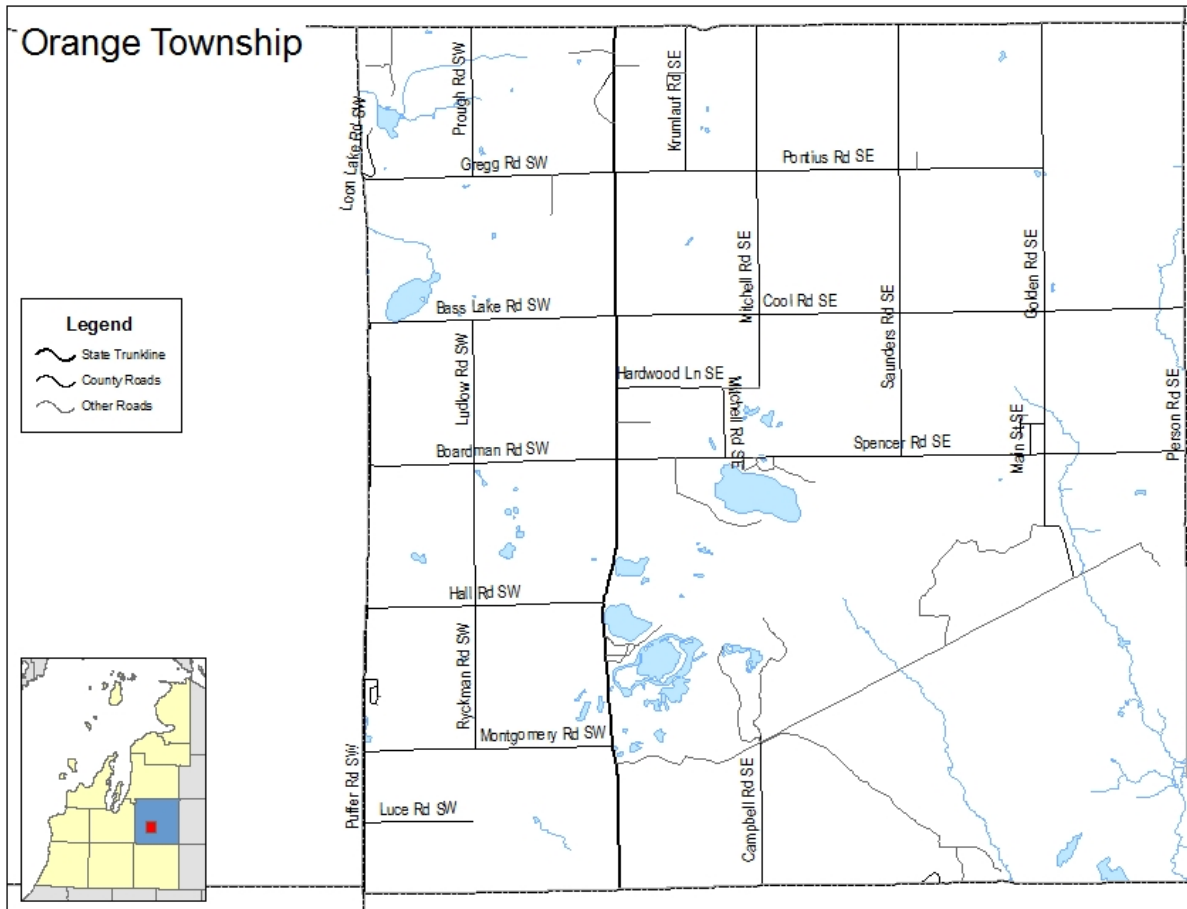 Orange Township
Prough Rd SW
Krumlauf Rd SE
Loon Lake Rd SW
Gregg Rd SW
Pontius Rd SE
Mitchell Rd SE
Golden Rd SE
Bass Lake Rd SW
Cool Rd SE
Saunders Rd SE
Legend
State Trunkline
County Roads
Other Roads
Ludlow Rd SW
Hardwood Ln SE
Mitchell Rd SE
Pierson Rd SE
Boardman Rd SW
Spencer Rd SE
Main St SE
Hall Rd SW
Ryckman Rd SW
Montgomery Rd SW
Puffer Rd SW
Luce Rd SW
Campbell Rd SE